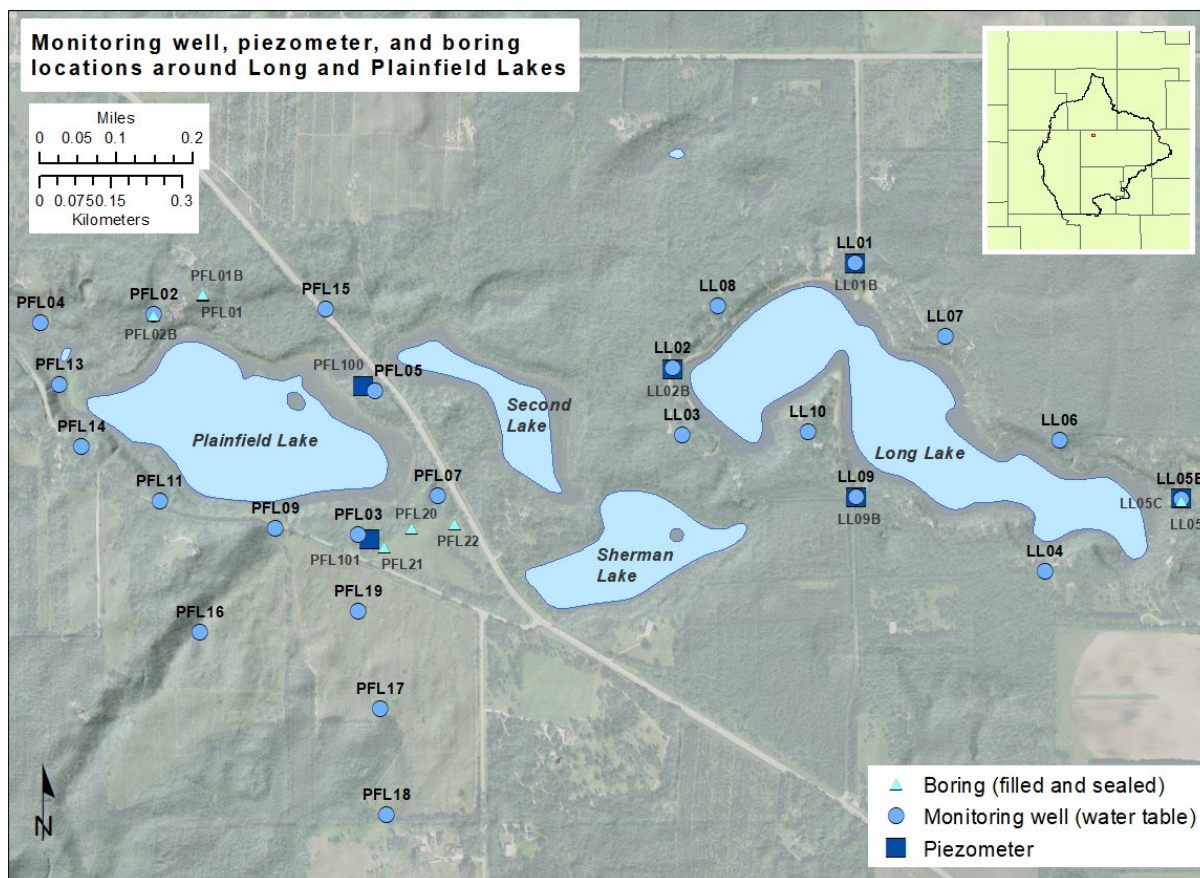 Monitoring well, piezometer, and boring
locations around Long and Plainfield Lakes
Miles
0 0.05 0.1 0.2
0 0.075 0.15 0.3
Kilometers
LL01
LL01B
PFL01B
PFL01
PFL04
PFL02
PFL02B
PFL15
LL08
LL07
LL02
LL02B
PFL13
PFL100
PFL05
Second
Lake
LL03
LL10
LL06
PFL14
Plainfield Lake
Long Lake
PFL11
PFL07
LL09
LL09B
LL05B
LL05C
LL05
PFL09
PFL03
PFL20
PFL22
PFL101
PFL21
Sherman
Lake
LL04
PFL19
PFL16
PFL17
PFL18
N
Boring (filled and sealed)
Monitoring well (water table)
Piezometer